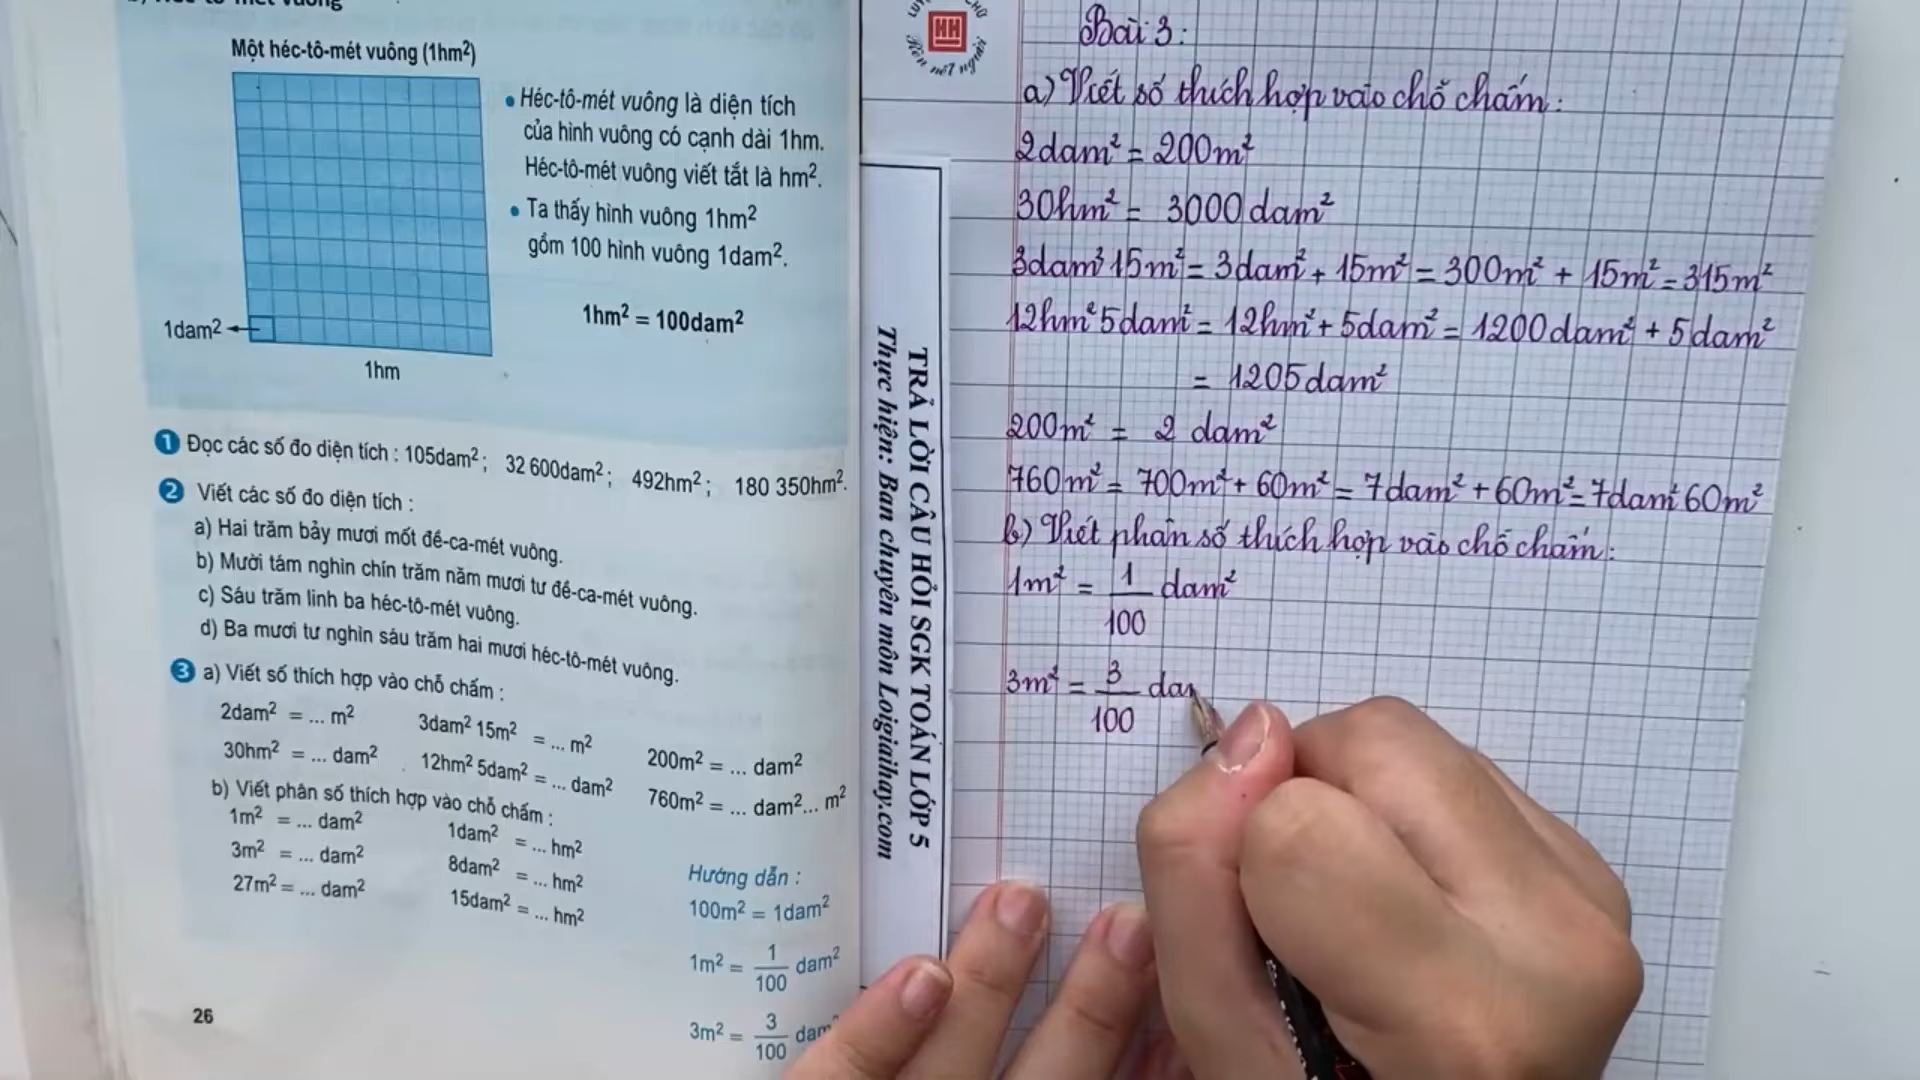 Một héc-tô-mét vuông (1hm²)
• Héc-tô-mét vuông là diện tích
của hình vuông có cạnh dài 1hm.
Héc-tô-mét vuông viết tắt là hm².
• Ta thấy hình vuông 1hm²
gồm 100 hình vuông 1dam².
1hm² = 100dam²
1dam²
1hm
1 Đọc các số đo diện tích : 105dam² ; 32 600dam² ; 492hm² ; 180 350hm².
2 Viết các số đo diện tích :
a) Hai trăm bảy mươi mốt đề-ca-mét vuông.
b) Mười tám nghìn chín trăm năm mươi tư đề-ca-mét vuông.
c) Sáu trăm linh ba héc-tô-mét vuông.
d) Ba mươi tư nghìn sáu trăm hai mươi héc-tô-mét vuông.
3 a) Viết số thích hợp vào chỗ chấm :
2dam² = ... m² 3dam² 15m² = ... m² 200m² = ... dam²
30hm² = ... dam² 12hm² 5dam² = ... dam² 760m² = ... dam² ... m²
b) Viết phân số thích hợp vào chỗ chấm :
1m² = ... dam² 1dam² = ... hm²
3m² = ... dam² 8dam² = ... hm²
27m² = ... dam² 15dam² = ... hm²
Hướng dẫn :
100m² = 1dam²
1m² = 1/100 dam²
3m² = 3/100 dam²
26
TRẢ LỜI CÂU HỎI SGK TOÁN LỚP 5
Thực hiện: Ban chuyên môn Loigiaihay.com
HH
Rèn nết người
Bài 3:
a) Viết số thích hợp vào chỗ chấm:
2dam² = 200m²
30hm² = 3000 dam²
3dam² 15m² = 3dam² + 15m² = 300m² + 15m² = 315m²
12hm² 5dam² = 12hm² + 5dam² = 1200dam² + 5dam²
= 1205dam²
200m² = 2 dam²
760m² = 700m² + 60m² = 7dam² + 60m² = 7dam² 60m²
b) Viết phân số thích hợp vào chỗ chấm:
1m² = 1/100 dam²
3m² = 3/100 dam